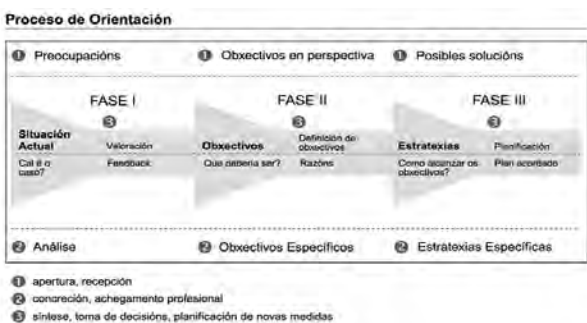 Proceso de Orientación
1 Preocupacións 1 Obxectivos en perspectiva 1 Posibles solucións
FASE I FASE II FASE III
3 3 3
Situación Actual Valoración Obxectivos Definición de obxectivos Estratexias Planificación
Cal é o caso? Feedback Que debería ser? Razóns Como alcanzar os obxectivos? Plan acordado
2 Análise 2 Obxectivos Específicos 2 Estratexias Específicas
1 apertura, recepción
2 concreción, achegamento profesional
3 síntese, toma de decisións, planificación de novas medidas